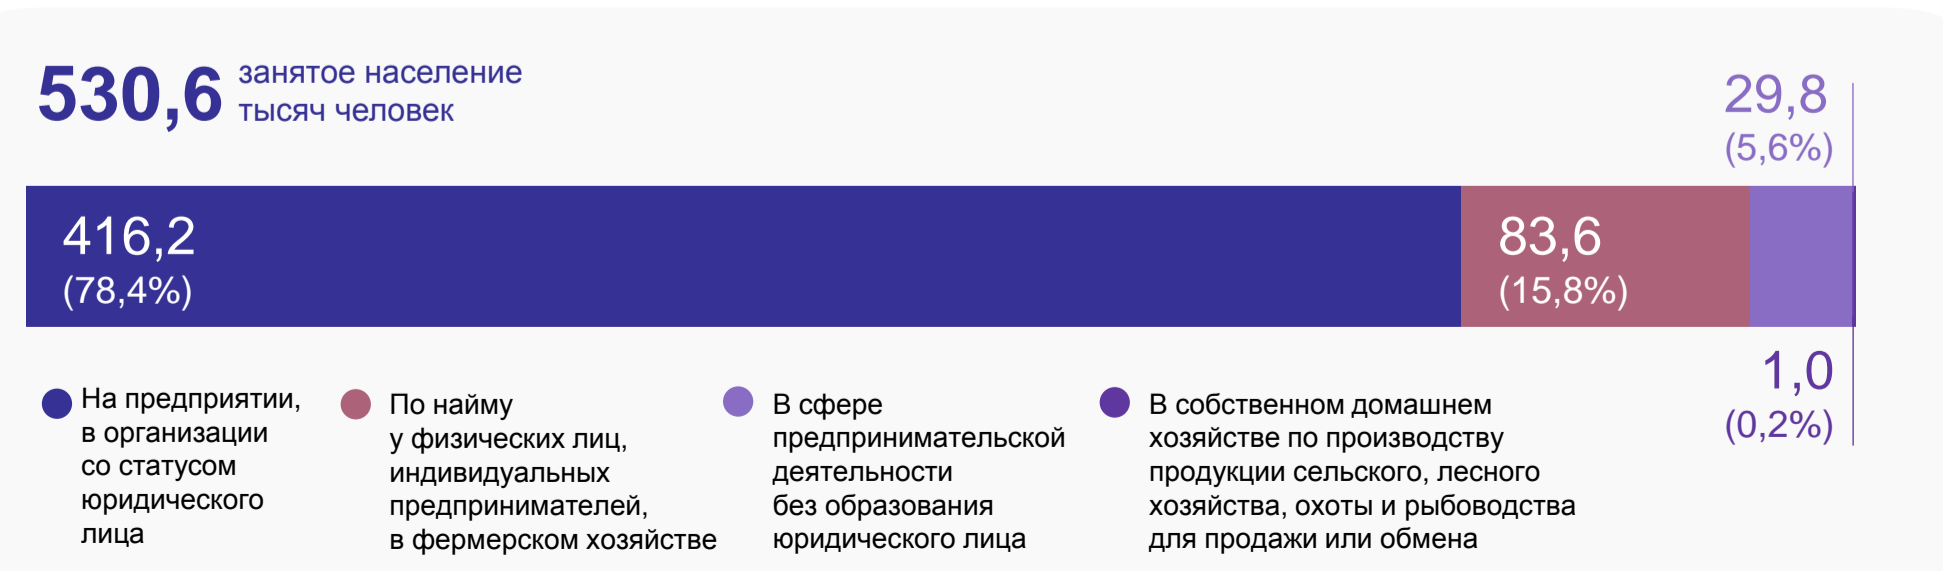 530,6
занятое население
тысяч человек
29,8
(5,6%)
416,2
(78,4%)
83,6
(15,8%)
1,0
(0,2%)
На предприятии,
в организации
со статусом
юридического
лица
По найму
у физических лиц,
индивидуальных
предпринимателей,
в фермерском хозяйстве
В сфере
предпринимательской
деятельности
без образования
юридического лица
В собственном домашнем
хозяйстве по производству
продукции сельского, лесного
хозяйства, охоты и рыбоводства
для продажи или обмена